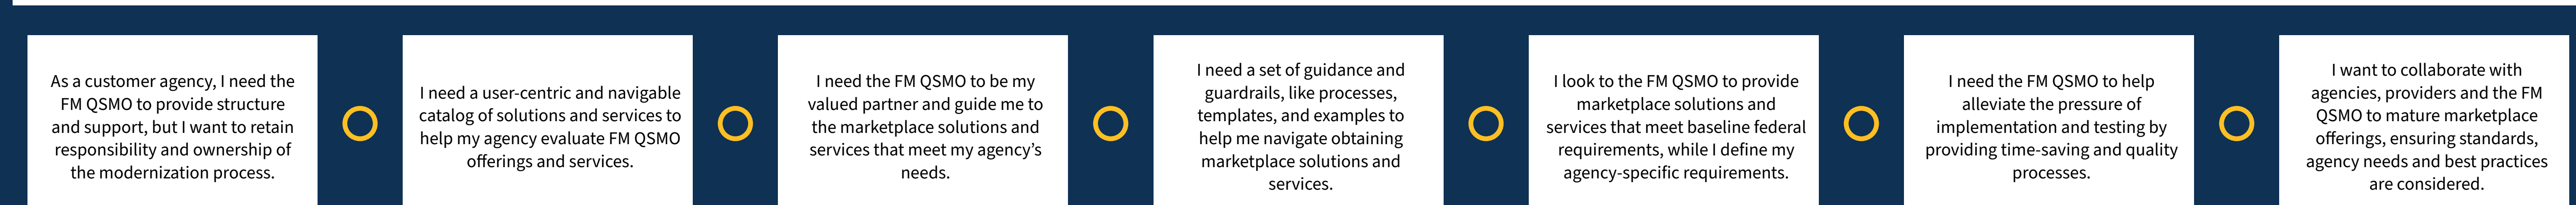 As a customer agency, I need the
FM QSMO to provide structure
and support, but I want to retain
responsibility and ownership of
the modernization process.
I need a user-centric and navigable
catalog of solutions and services to
help my agency evaluate FM QSMO
offerings and services.
I need the FM QSMO to be my
valued partner and guide me to
the marketplace solutions and
services that meet my agency’s
needs.
I need a set of guidance and
guardrails, like processes,
templates, and examples to
help me navigate obtaining
marketplace solutions and
services.
I look to the FM QSMO to provide
marketplace solutions and
services that meet baseline federal
requirements, while I define my
agency-specific requirements.
I need the FM QSMO to help
alleviate the pressure of
implementation and testing by
providing time-saving and quality
processes.
I want to collaborate with
agencies, providers and the FM
QSMO to mature marketplace
offerings, ensuring standards,
agency needs and best practices
are considered.